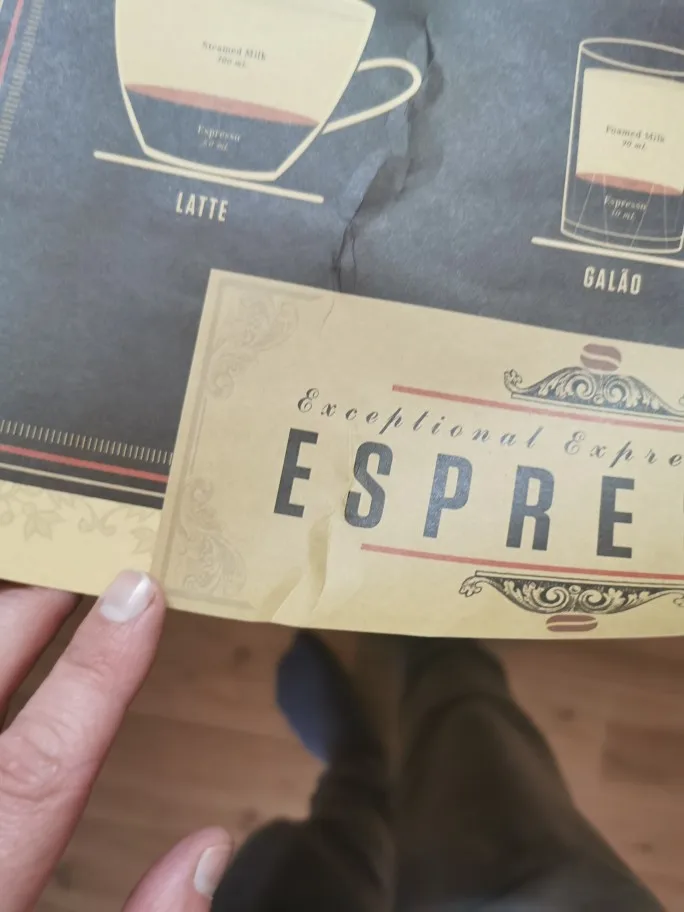 Steamed Milk
Espresso
LATTE
Foamed Milk
Espresso
GALÃO
Exceptional Expre
ESPRE